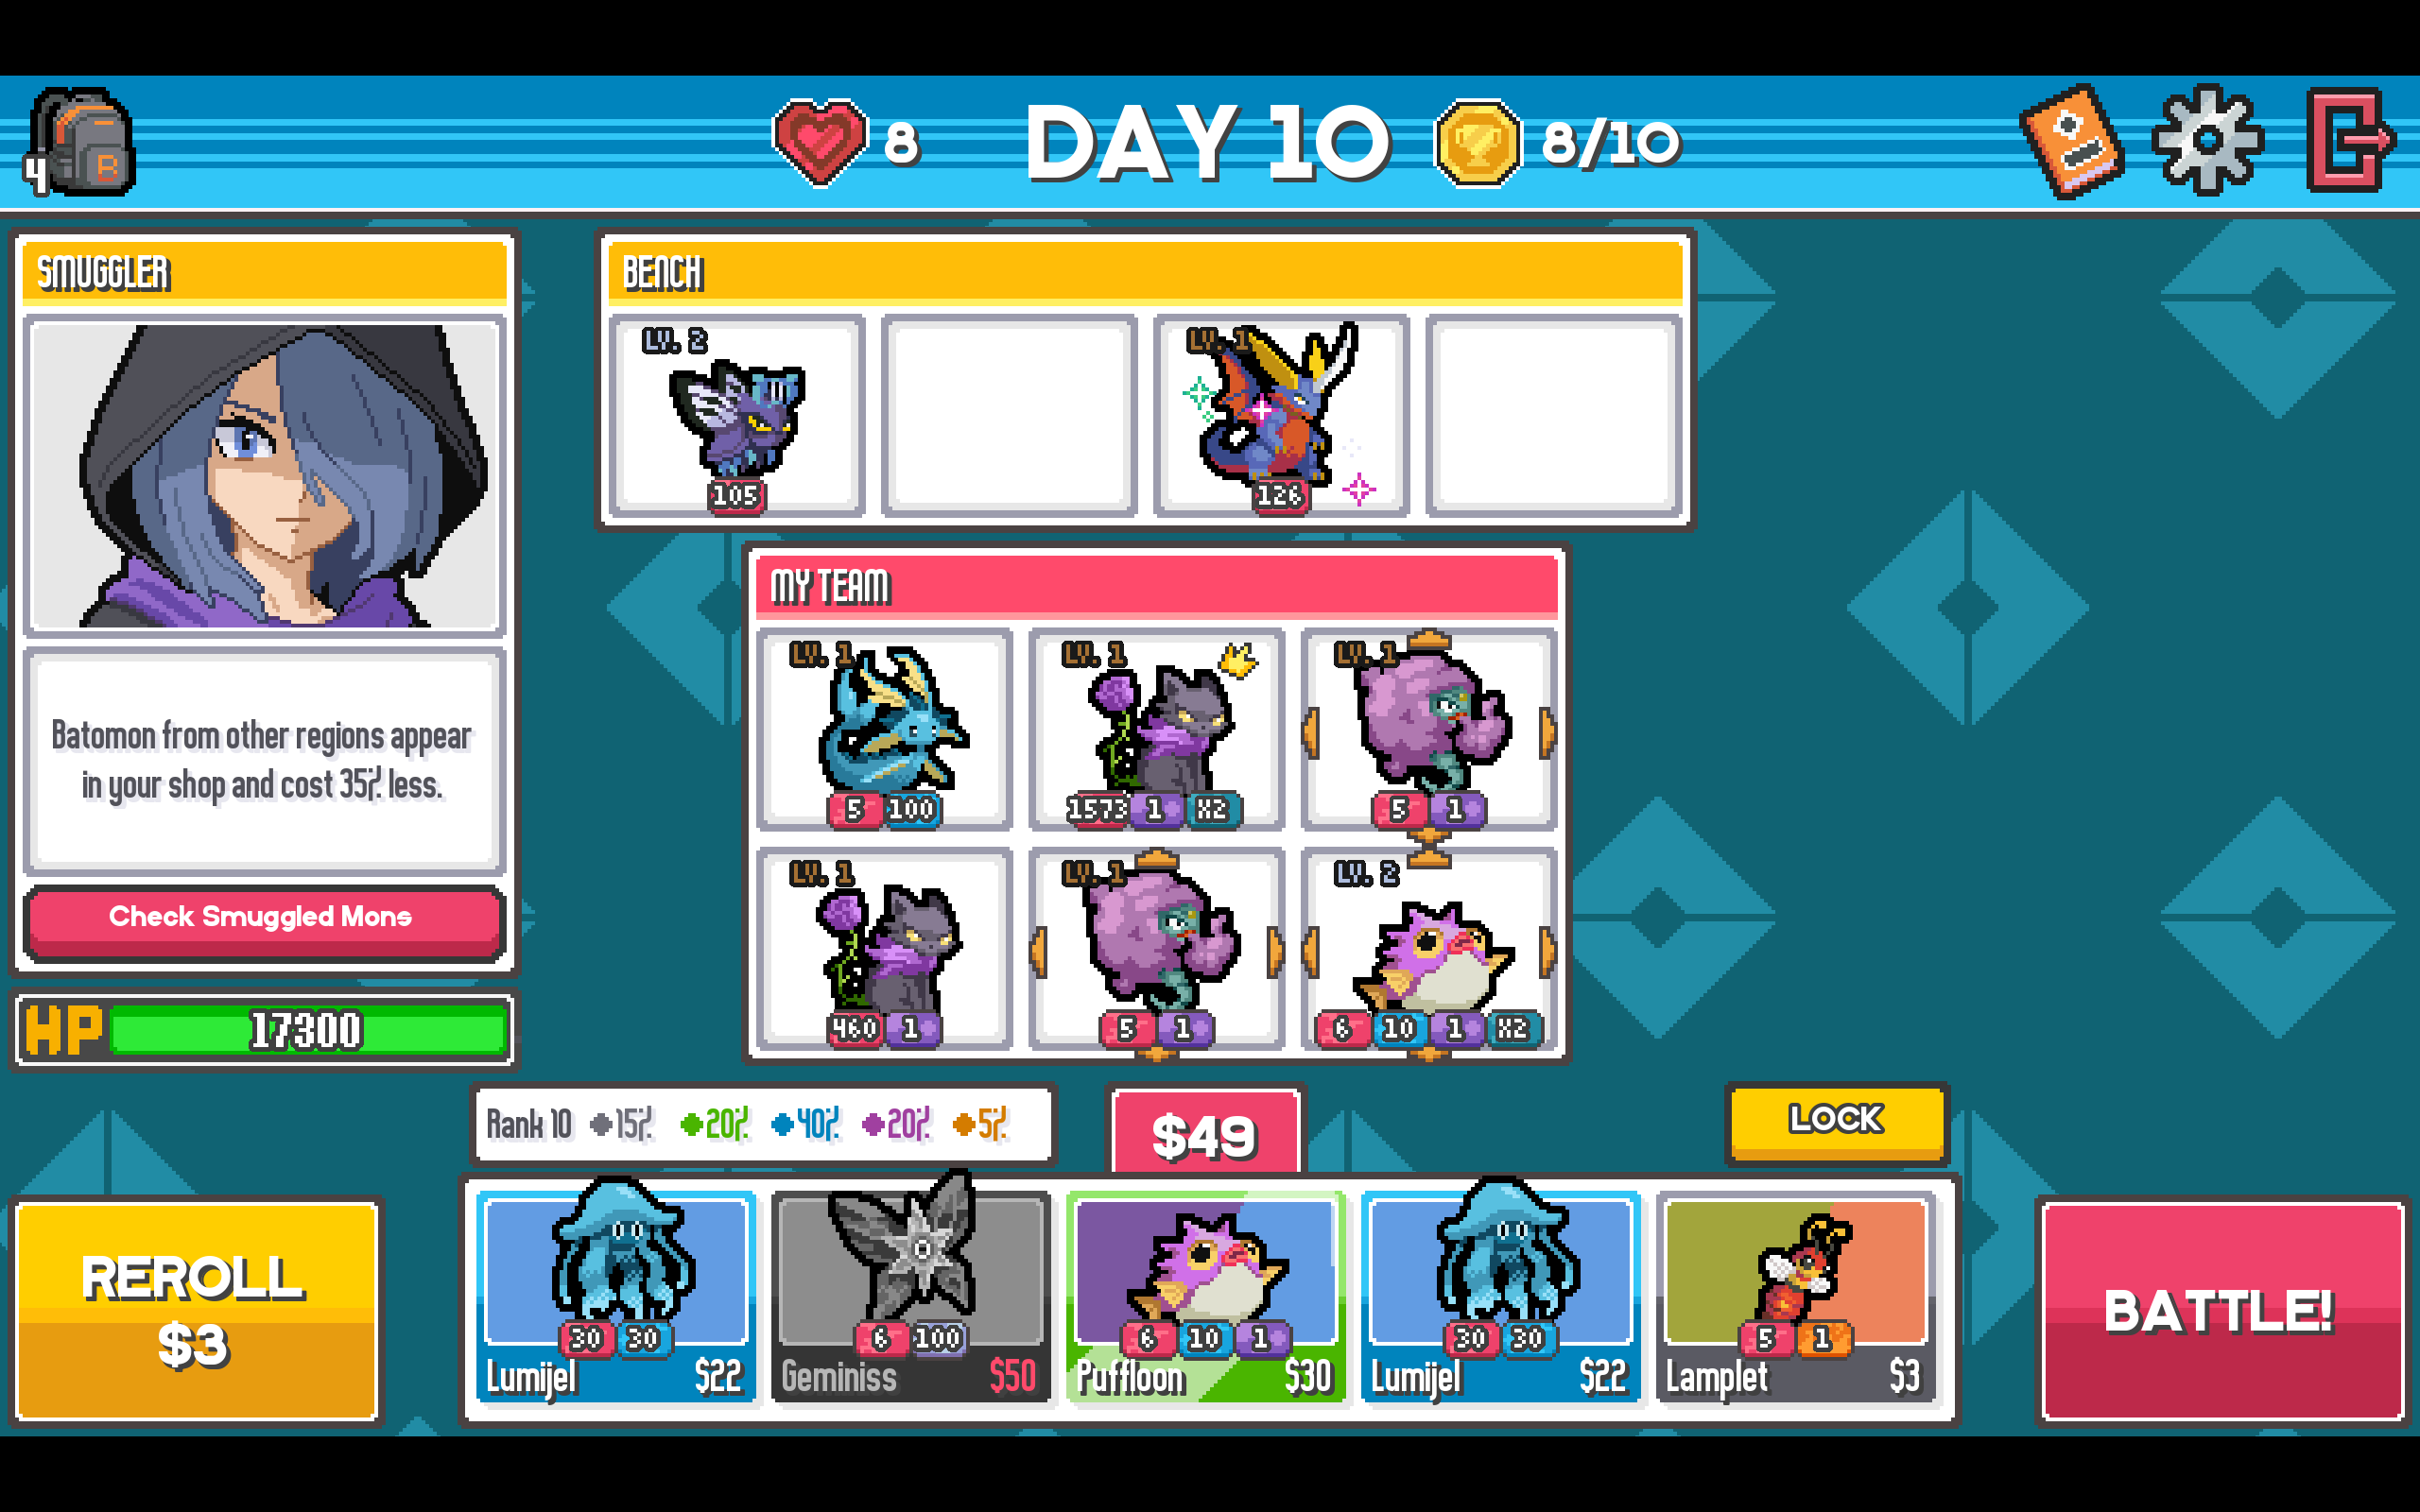 4
B
8
DAY 10
8/10
SMUGGLER
Batomon from other regions appear
in your shop and cost 35% less.
Check Smuggled Mons
HP 17300
BENCH
LV. 2
LV. 1
105
126
MY TEAM
LV. 1
LV. 1
LV. 1
5 100
1573 1 X2
5 1
LV. 1
LV. 1
LV. 2
460 1
5 1
6 10 1 X2
Rank 10 15% 20% 40% 20% 5%
$49
LOCK
REROLL
$3
30 30
Lumijel $22
6 100
Geminiss $50
6 10 1
Puffloon $30
30 30
Lumijel $22
5 1
Lamplet $3
BATTLE!